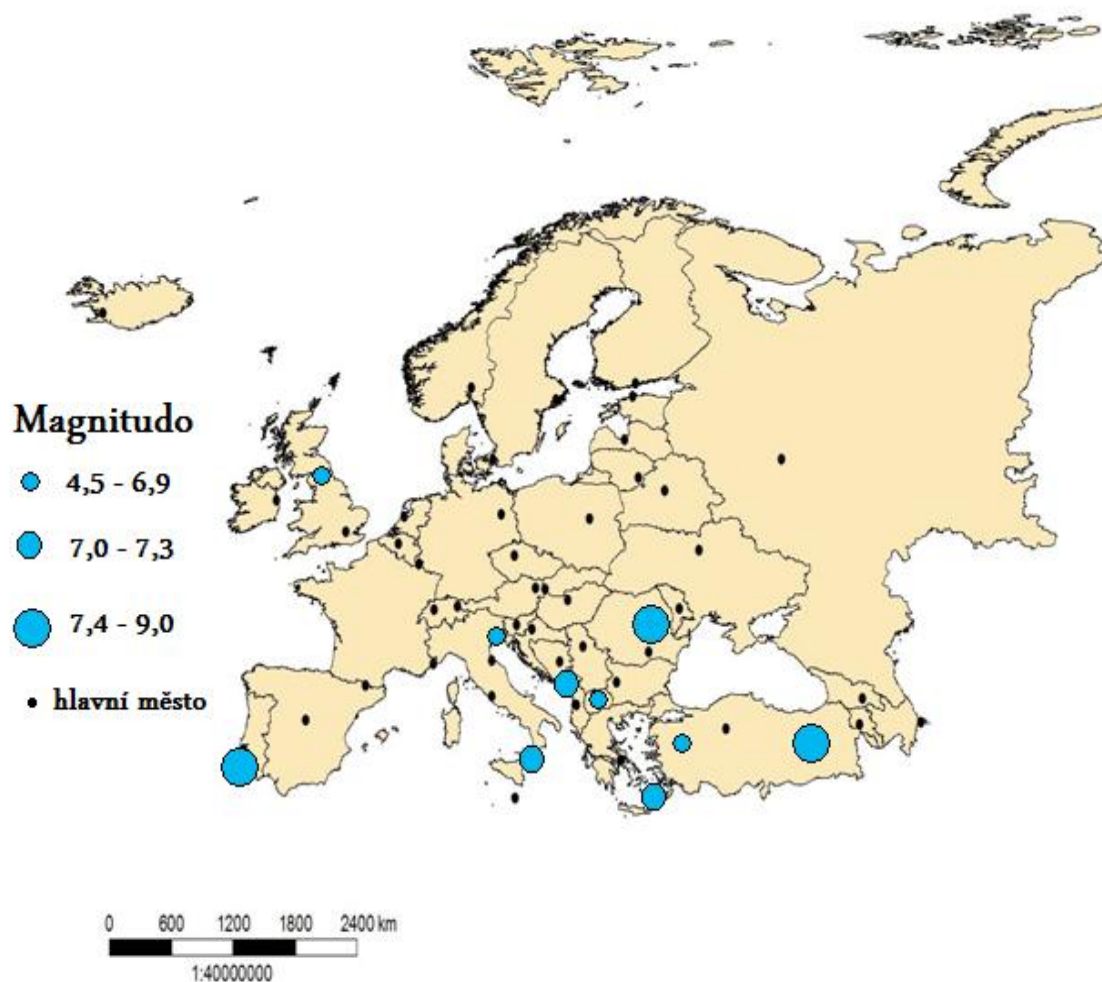 Magnitudo
4,5 - 6,9
7,0 - 7,3
7,4 - 9,0
hlavní město
0 600 1200 1800 2400 km
1:40000000